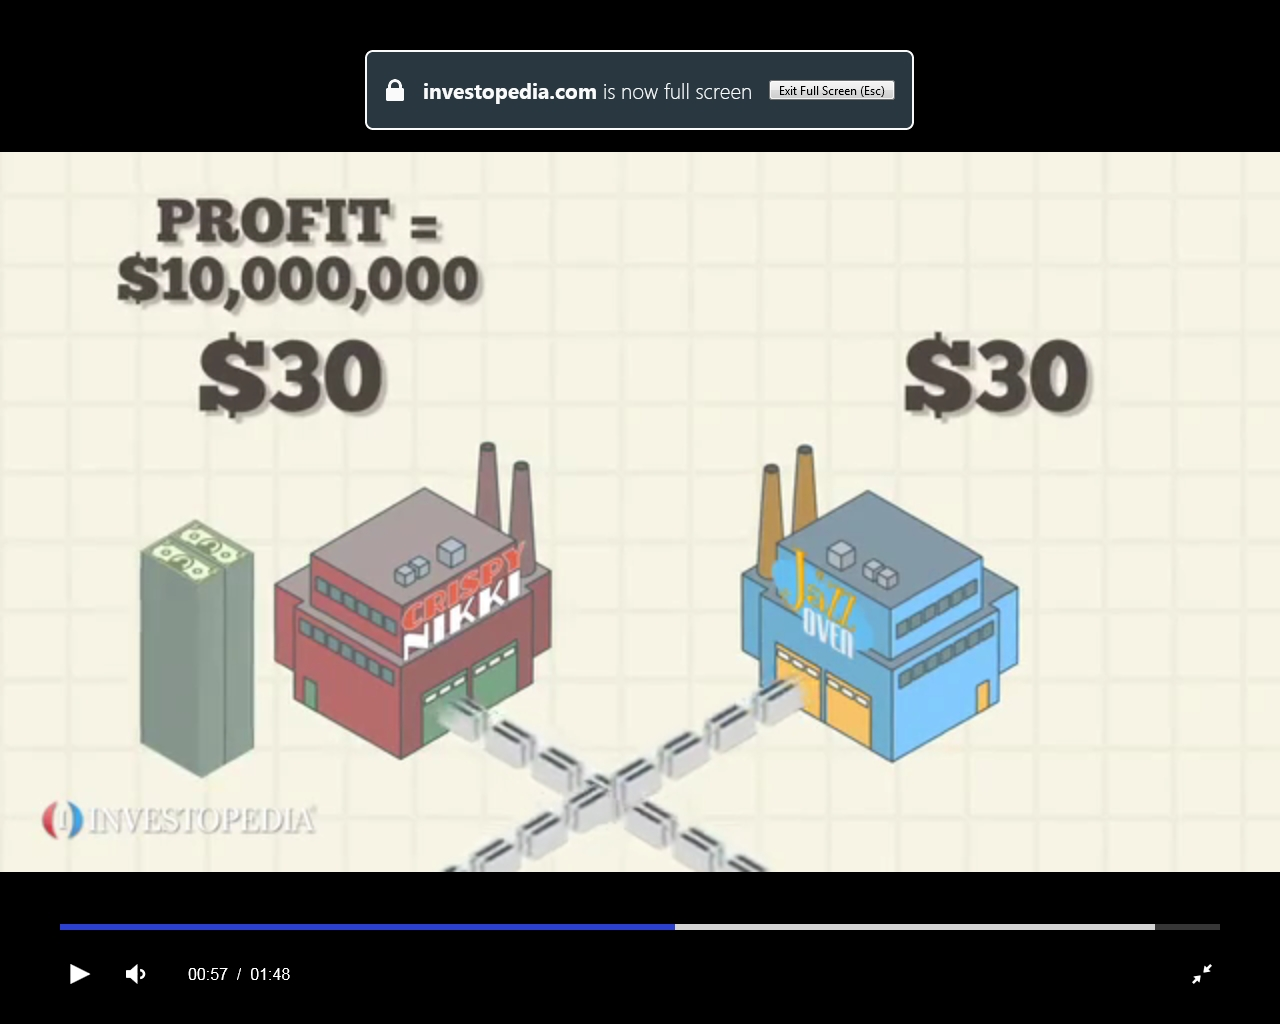 investopedia.com is now full screen
Exit Full Screen (Esc)
PROFIT =
$10,000,000
$30
$30
CRISPY
NIKKI
JaZZ
OVEN
INVESTOPEDIA
00:57 / 01:48